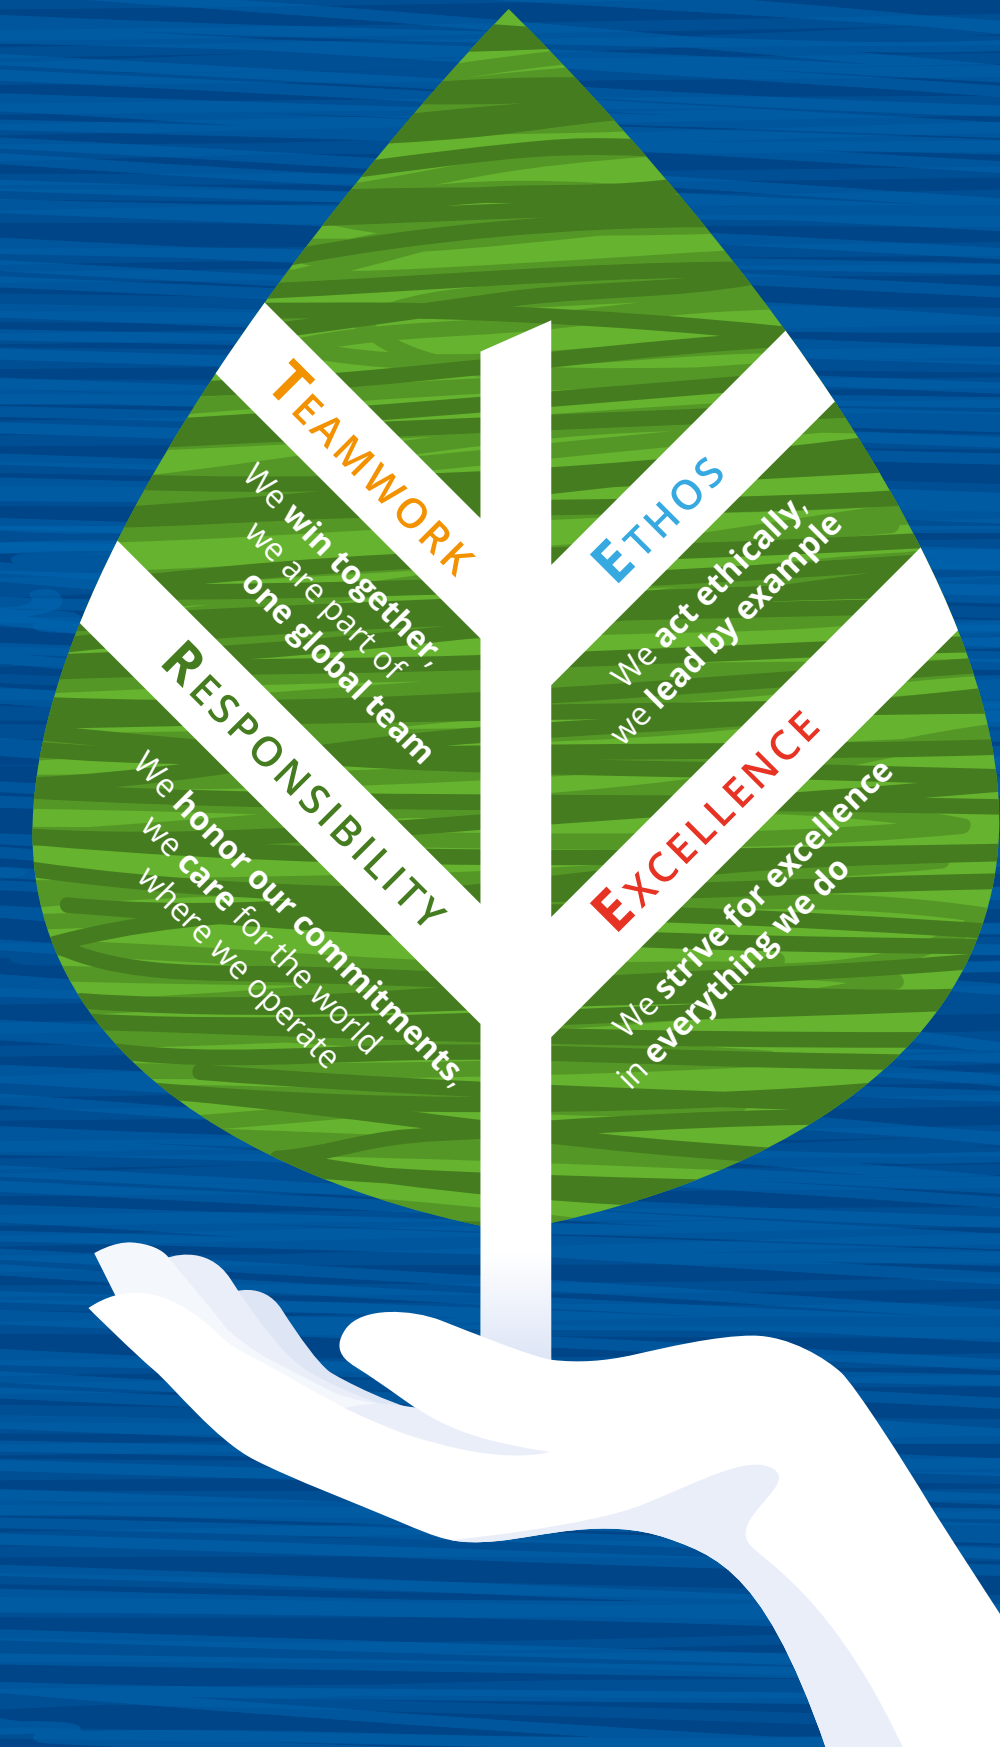 TEAMWORK
We win together,
we are part of
one global team
RESPONSIBILITY
We honor our commitments,
we care for the world
where we operate
ETHOS
We act ethically,
we lead by example
EXCELLENCE
We strive for excellence
in everything we do